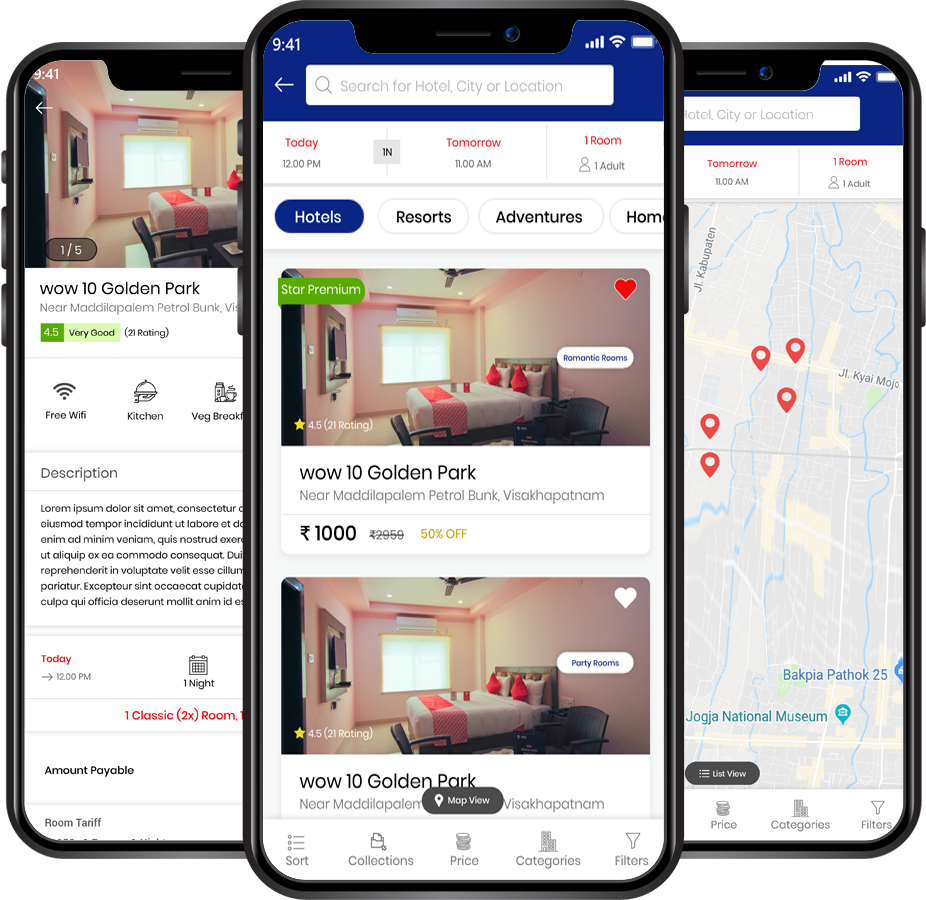 9:41
1 / 5
wow 10 Golden Park
Near Maddilapalem Petrol Bunk, Vis
4.5 Very Good (21 Rating)
Free Wifi Kitchen Veg Breakf
Description
Lorem ipsum dolor sit amet, consectetur
eiusmod tempor incididunt ut labore et do
enim ad minim veniam, quis nostrud exer
ut aliquip ex ea commodo consequat. Dui
reprehenderit in voluptate velit esse cillum
pariatur. Excepteur sint occaecat cupidat
culpa qui officia deserunt mollit anim id es
Today
→ 12.00 PM
1 Night
1 Classic (2x) Room, 1
Amount Payable
Room Tariff
9:41
Search for Hotel, City or Location
Today 1N Tomorrow 1 Room
12.00 PM 11.00 AM 1 Adult
Hotels Resorts Adventures Hom
Star Premium
Romantic Rooms
4.5 (21 Rating)
wow 10 Golden Park
Near Maddilapalem Petrol Bunk, Visakhapatnam
₹ 1000 ₹2959 50% OFF
Party Rooms
4.5 (21 Rating)
wow 10 Golden Park
Near Maddilapalem Visakhapatnam
Map View
Sort Collections Price Categories Filters
Hotel, City or Location
Tomorrow 1 Room
11.00 AM 1 Adult
Jl. Kabupaten
Jl. Kyai Mojo
Bakpia Pathok 25
Jogja National Museum
List View
Price Categories Filters